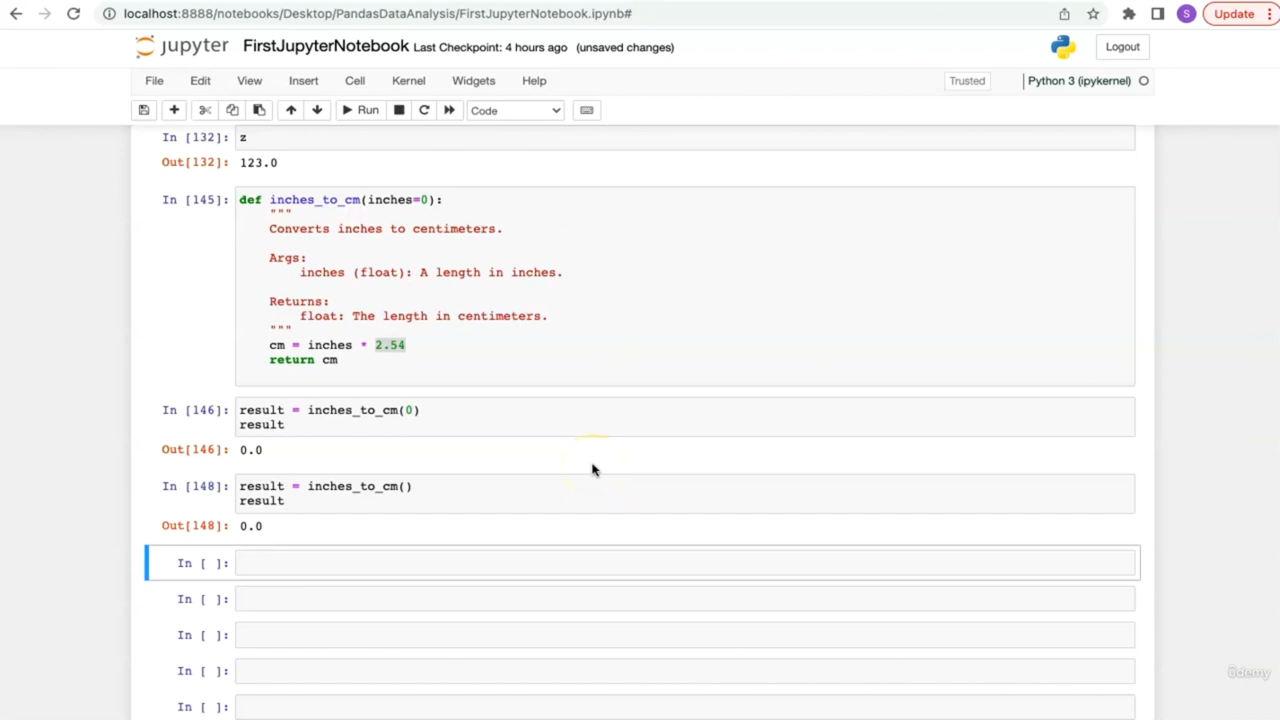 localhost:8888/notebooks/Desktop/PandasDataAnalysis/FirstJupyterNotebook.ipynb#
S
Update
jupyter FirstJupyterNotebook Last Checkpoint: 4 hours ago (unsaved changes)
Logout
File Edit View Insert Cell Kernel Widgets Help
Trusted
Python 3 (ipykernel)
Run
Code
In [132]: z
Out[132]: 123.0
In [145]: def inches_to_cm(inches=0):
"""
Converts inches to centimeters.
Args:
inches (float): A length in inches.
Returns:
float: The length in centimeters.
"""
cm = inches * 2.54
return cm
In [146]: result = inches_to_cm(0)
result
Out[146]: 0.0
In [148]: result = inches_to_cm()
result
Out[148]: 0.0
In [ ]:
In [ ]:
In [ ]:
In [ ]:
In [ ]:
ûdemy